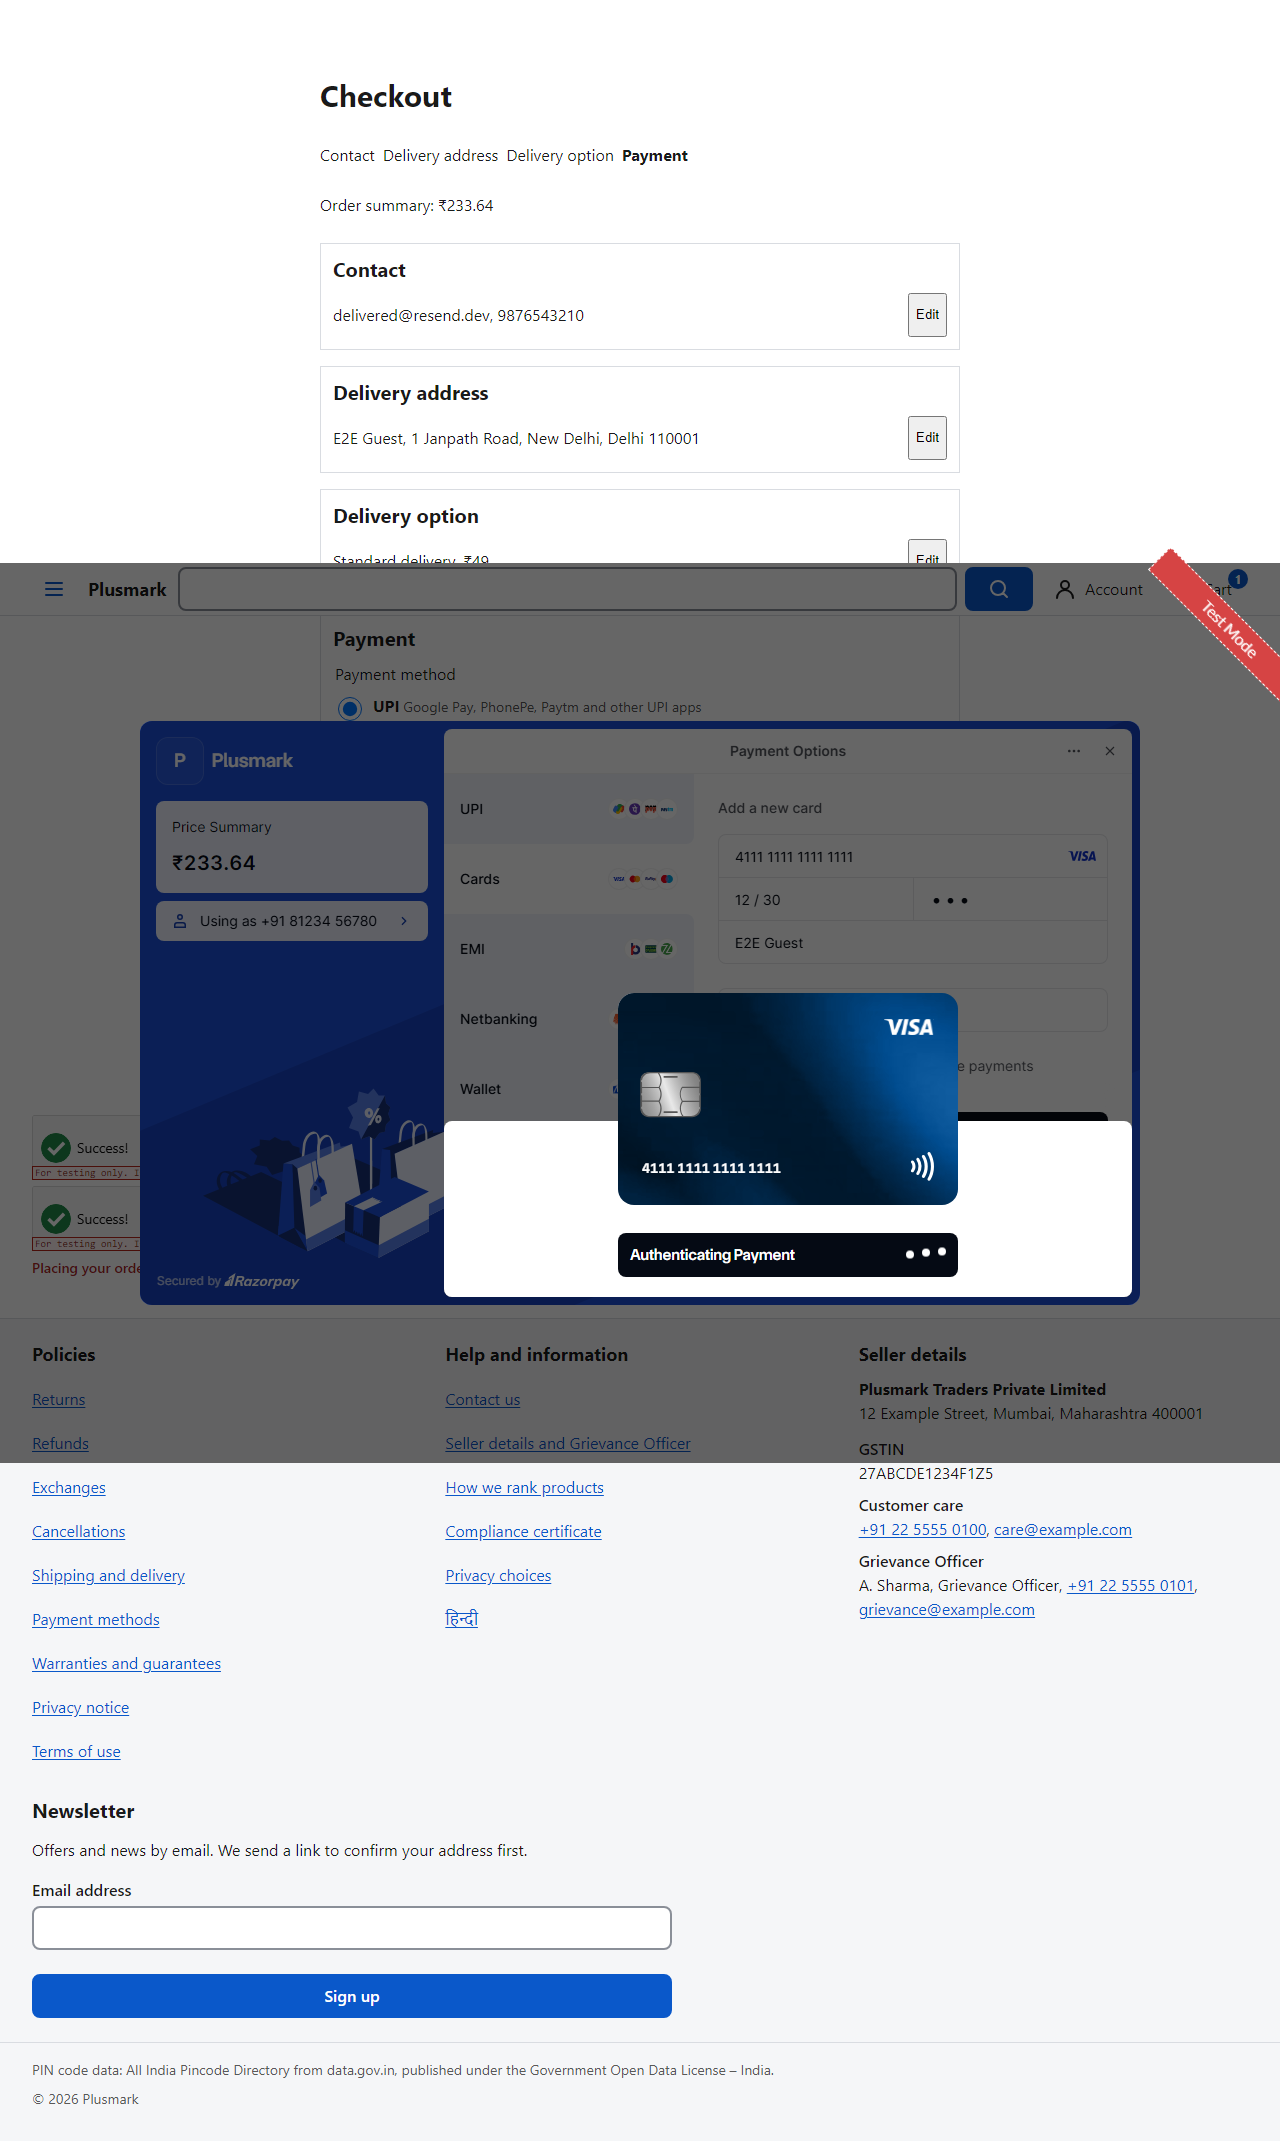 Checkout
Contact Delivery address Delivery option Payment
Order summary: ₹233.64
Contact
delivered@resend.dev, 9876543210
Edit
Delivery address
E2E Guest, 1 Janpath Road, New Delhi, Delhi 110001
Edit
Delivery option
Standard delivery, ₹49
Edit
Plusmark
Account
Cart
1
Test Mode
Payment
Payment method
UPI Google Pay, PhonePe, Paytm and other UPI apps
P Plusmark
Price Summary
₹233.64
Using as +91 81234 56780
Payment Options
UPI
Cards
EMI
Netbanking
Wallet
Add a new card
4111 1111 1111 1111
VISA
12 / 30
E2E Guest
e payments
VISA
4111 1111 1111 1111
Authenticating Payment
%
Secured by Razorpay
Success!
For testing only. I
Success!
For testing only. I
Placing your orde
Policies
Returns
Refunds
Exchanges
Cancellations
Shipping and delivery
Payment methods
Warranties and guarantees
Privacy notice
Terms of use
Help and information
Contact us
Seller details and Grievance Officer
How we rank products
Compliance certificate
Privacy choices
हिन्दी
Seller details
Plusmark Traders Private Limited
12 Example Street, Mumbai, Maharashtra 400001
GSTIN
27ABCDE1234F1Z5
Customer care
+91 22 5555 0100, care@example.com
Grievance Officer
A. Sharma, Grievance Officer, +91 22 5555 0101,
grievance@example.com
Newsletter
Offers and news by email. We send a link to confirm your address first.
Email address
Sign up
PIN code data: All India Pincode Directory from data.gov.in, published under the Government Open Data License – India.
© 2026 Plusmark